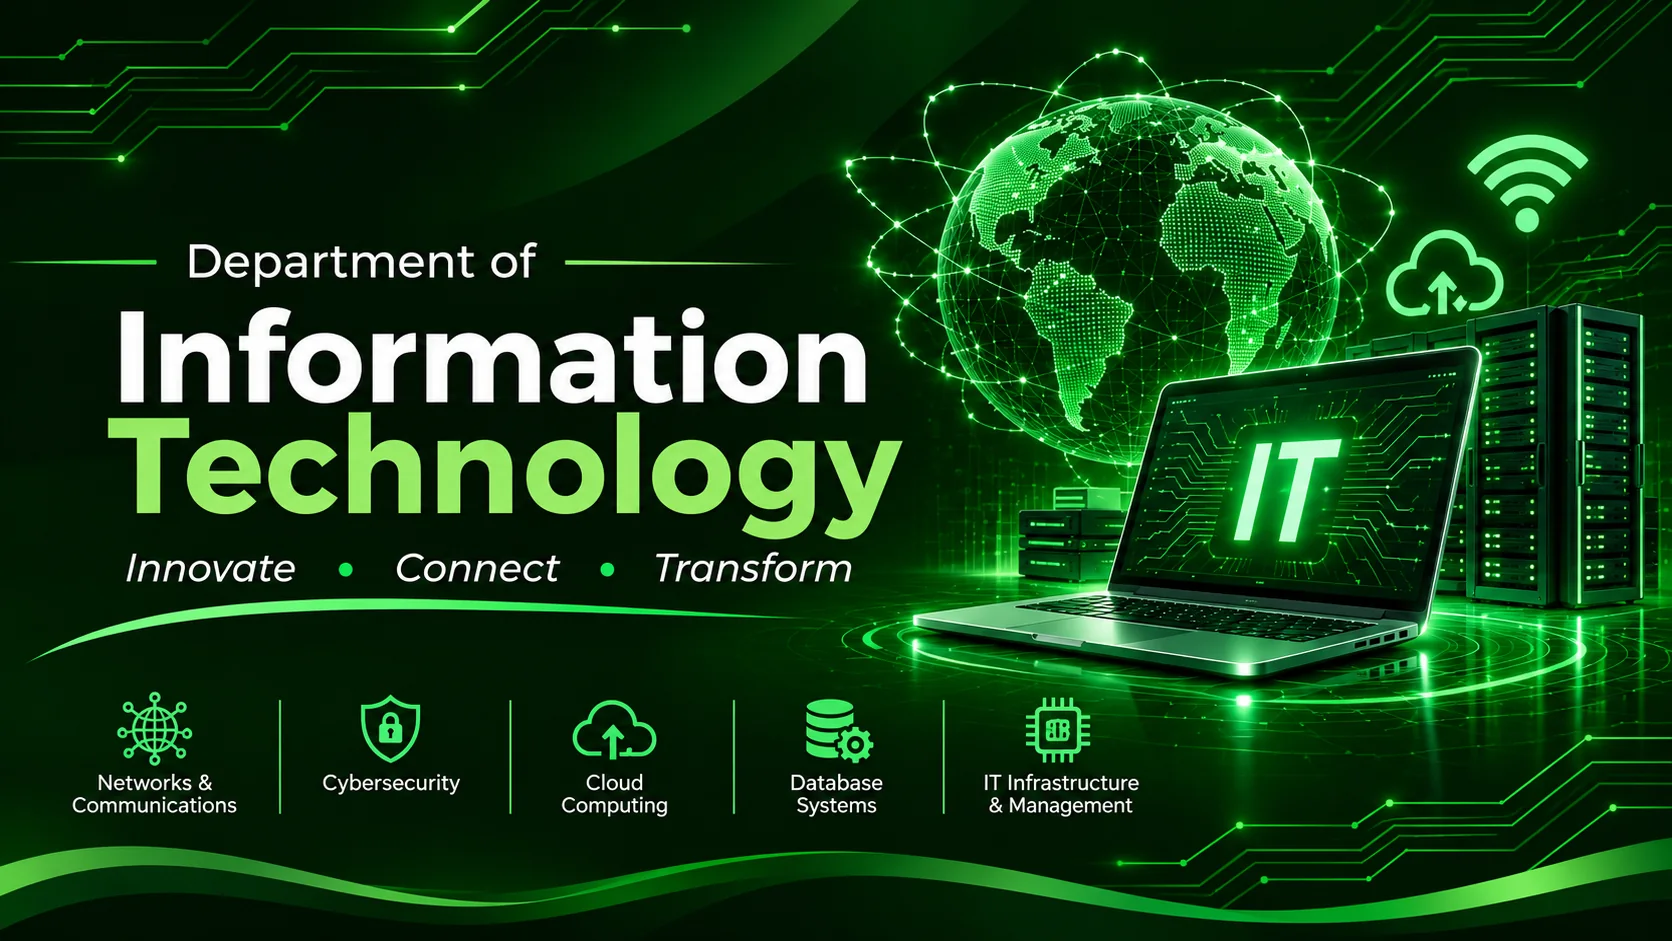 Department of
Information
Technology
Innovate • Connect • Transform
IT
Networks &
Communications
Cybersecurity
Cloud
Computing
Database
Systems
IT Infrastructure
& Management